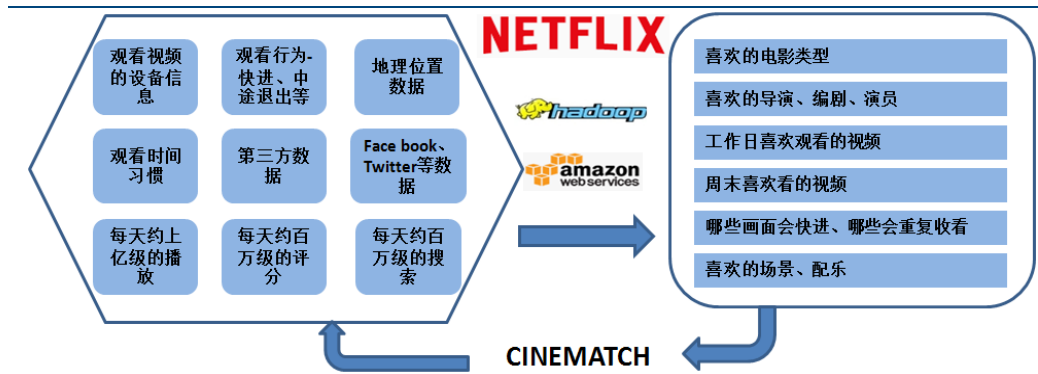 NETFLIX
观看视频
的设备信
息
观看行为-
快进、中
途退出等
地理位置
数据
观看时间
习惯
第三方数
据
Face book、
Twitter等数
据
每天约上
亿级的播
放
每天约百
万级的评
分
每天约百
万级的搜
索
hadoop
amazon
webservices
喜欢的电影类型
喜欢的导演、编剧、演员
工作日喜欢观看的视频
周末喜欢看的视频
哪些画面会快进、哪些会重复收看
喜欢的场景、配乐
CINEMATCH